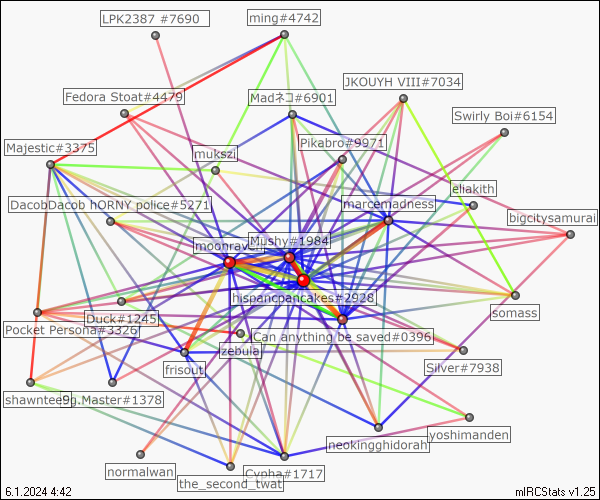 LPK2387 #7690
ming#4742
JKOUYH VIII#7034
Fedora Stoat#4479
Madネコ#6901
Swirly Boi#6154
Pikabro#9971
Majestic#3375
mukszi
eliakith
DacobDacob hORNY police#5271
marcemadness
bigcitysamurai
moonraven
Mushy#1984
hispancpancakes#2928
somass
Duck#1245
Pocket Persona#3326
Can anything be saved#0396
zebula
frisout
Silver#7938
shawntee
g.Master#1378
yoshimanden
neokingghidorah
normalwan
Cypha#1717
the_second_twat
6.1.2024 4:42
mIRCStats v1.25